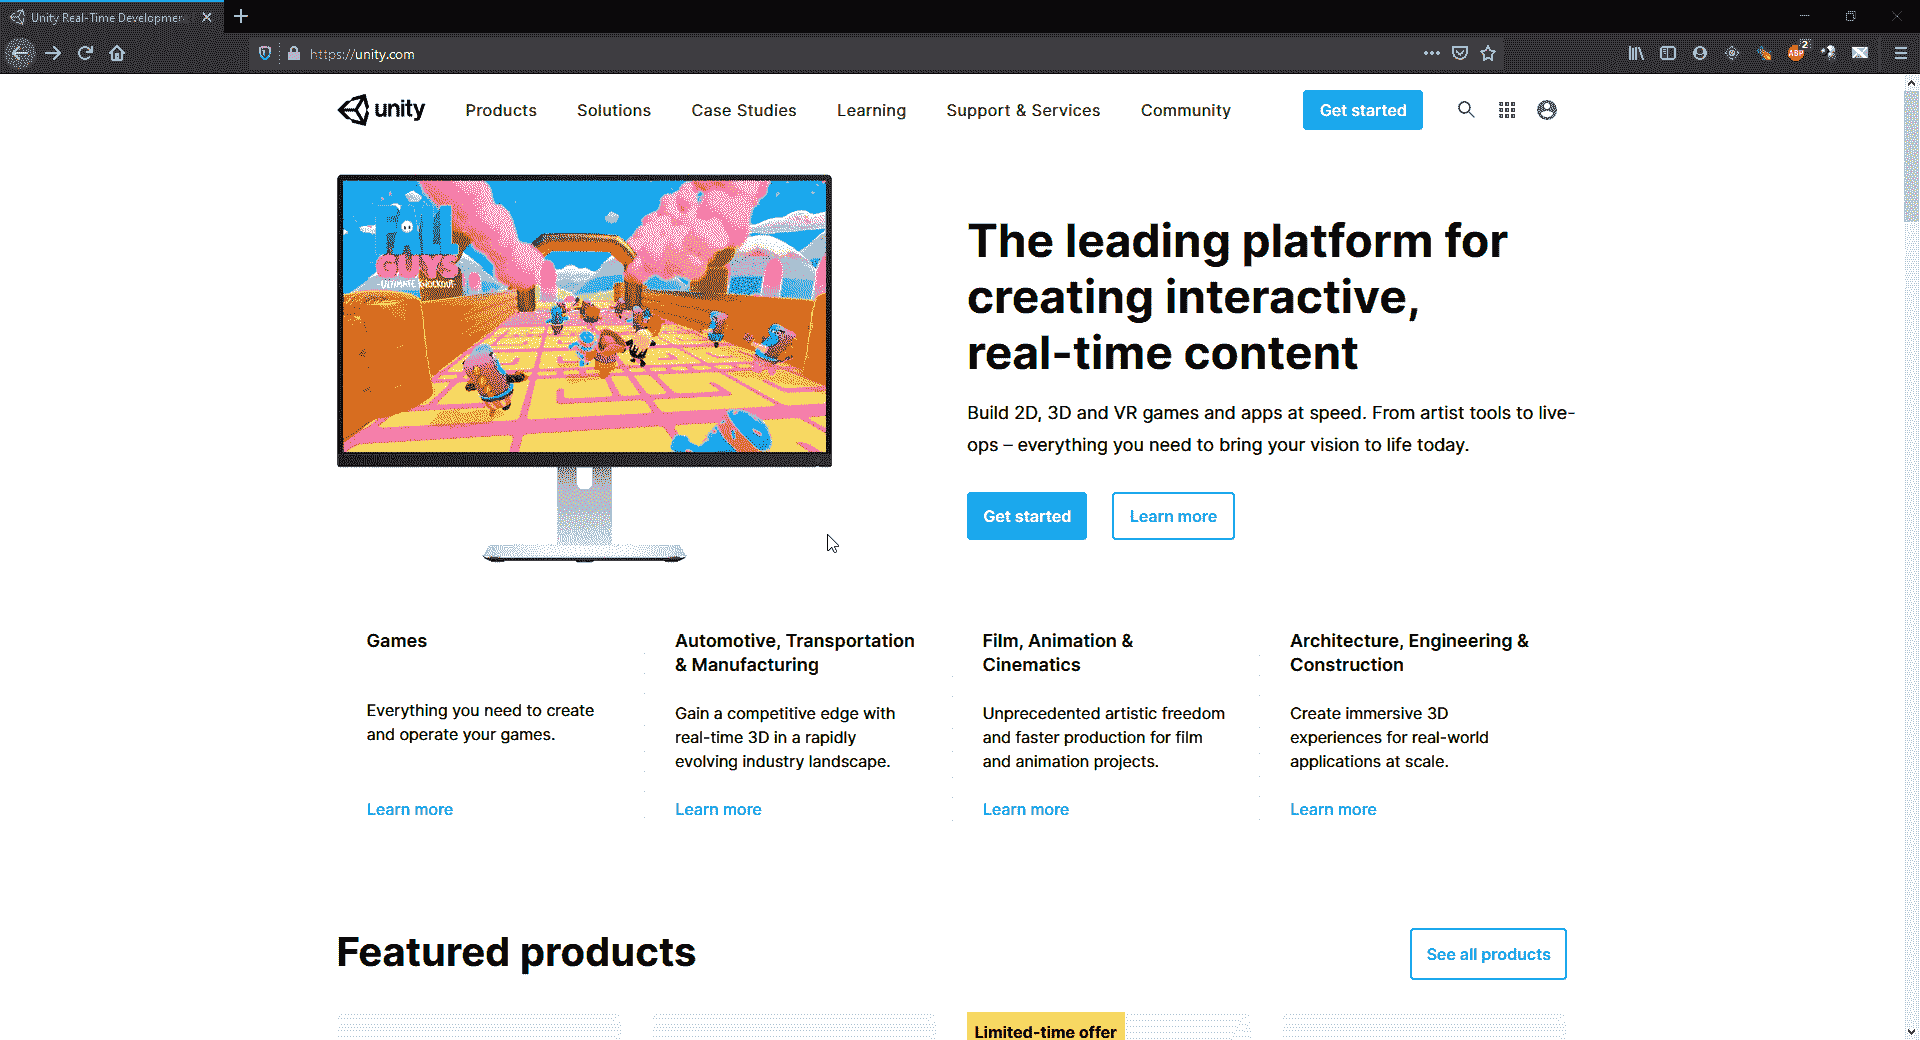 Unity Real-Time Developmen
https://unity.com
ABP
2
unity
Products
Solutions
Case Studies
Learning
Support & Services
Community
Get started
FALL
GUYS
ULTIMATE KNOCKOUT
The leading platform for
creating interactive,
real-time content
Build 2D, 3D and VR games and apps at speed. From artist tools to live-
ops – everything you need to bring your vision to life today.
Get started
Learn more
Games
Everything you need to create
and operate your games.
Learn more
Automotive, Transportation
& Manufacturing
Gain a competitive edge with
real-time 3D in a rapidly
evolving industry landscape.
Learn more
Film, Animation &
Cinematics
Unprecedented artistic freedom
and faster production for film
and animation projects.
Learn more
Architecture, Engineering &
Construction
Create immersive 3D
experiences for real-world
applications at scale.
Learn more
Featured products
See all products
Limited-time offer